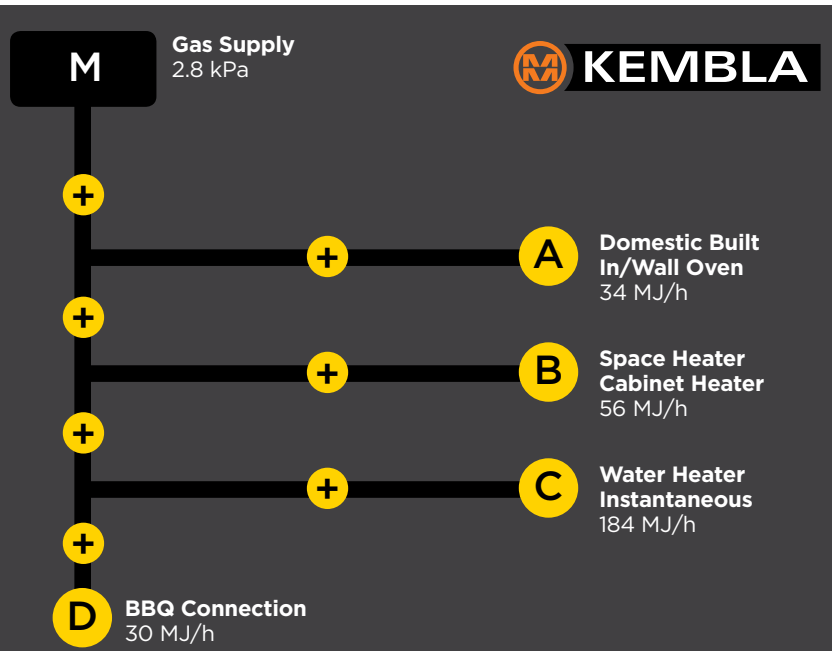 M
Gas Supply
2.8 kPa
MM KEMBLA
+
+
A
Domestic Built
In/Wall Oven
34 MJ/h
+
+
B
Space Heater
Cabinet Heater
56 MJ/h
+
+
C
Water Heater
Instantaneous
184 MJ/h
+
D
BBQ Connection
30 MJ/h